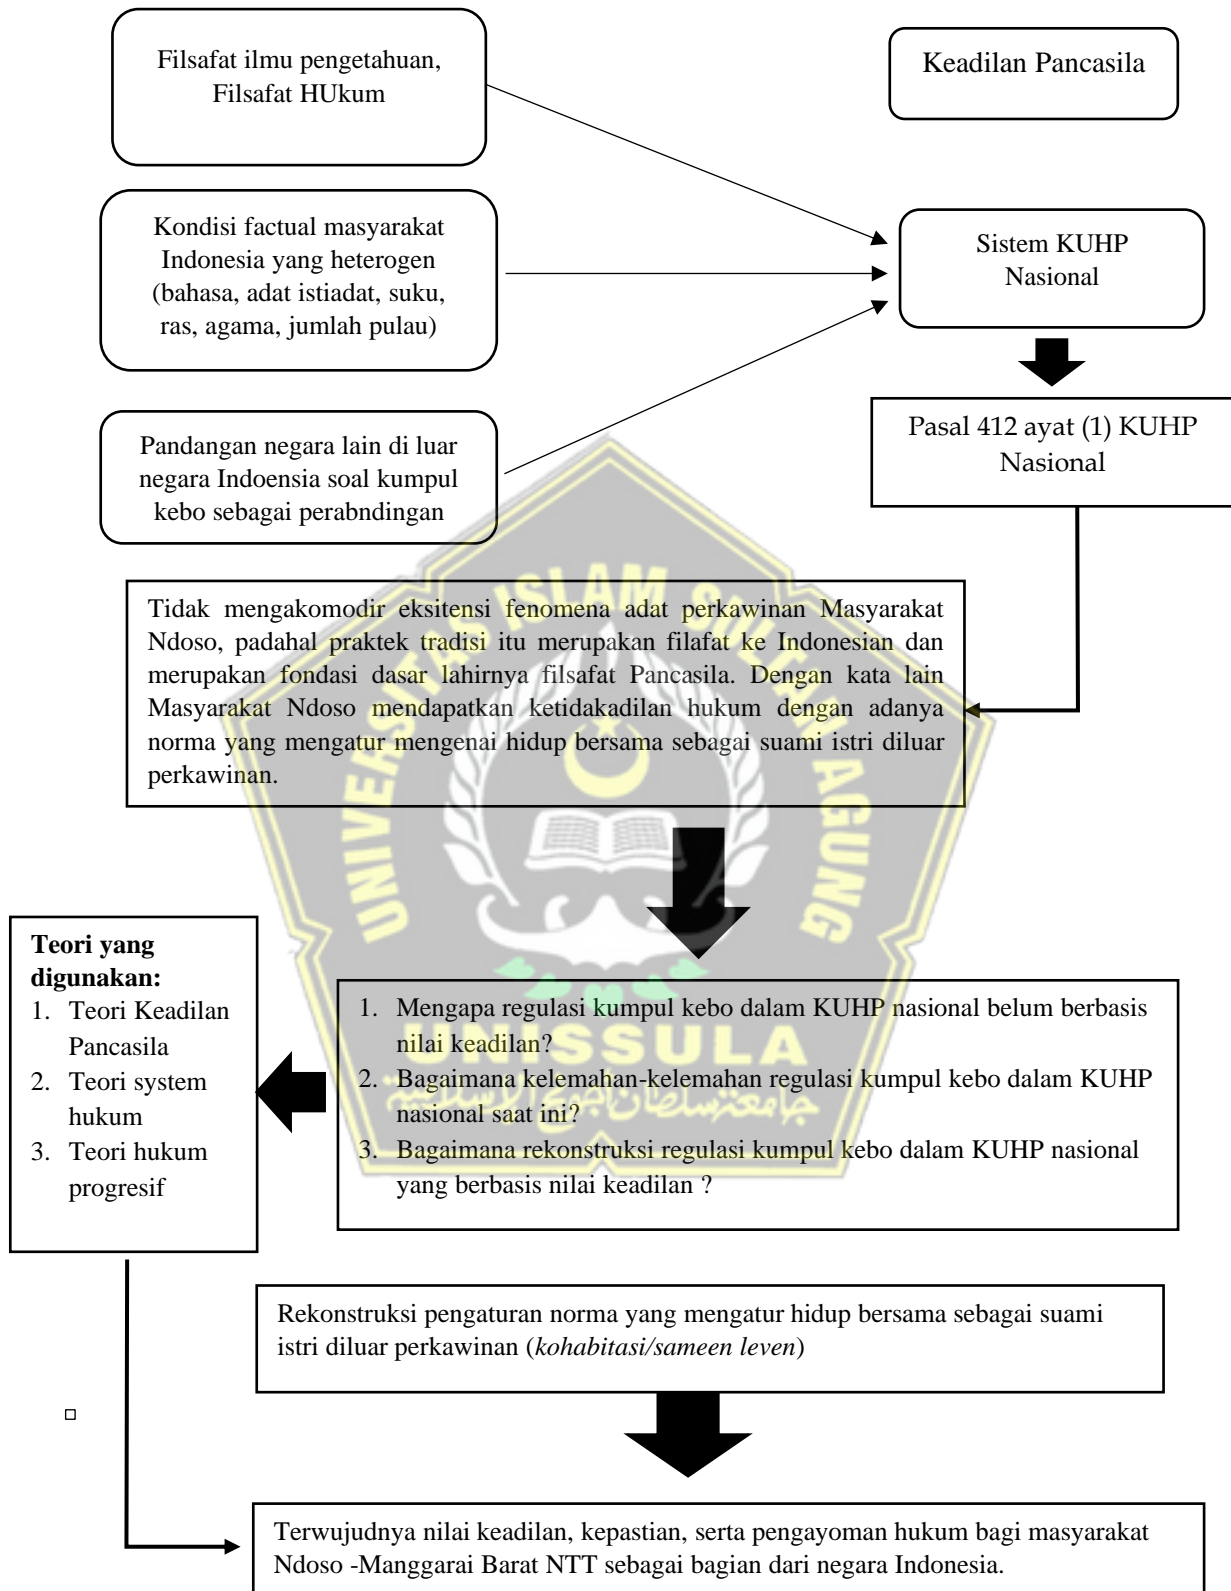 Filsafat ilmu pengetahuan,
Filsafat HUkum
Keadilan Pancasila
Kondisi factual masyarakat
Indonesia yang heterogen
(bahasa, adat istiadat, suku,
ras, agama, jumlah pulau)
Sistem KUHP
Nasional
Pandangan negara lain di luar
negara Indoensia soal kumpul
kebo sebagai perabndingan
Pasal 412 ayat (1) KUHP
Nasional
Tidak mengakomodir eksitensi fenomena adat perkawinan Masyarakat
Ndoso, padahal praktek tradisi itu merupakan filafat ke Indonesian dan
merupakan fondasi dasar lahirnya filsafat Pancasila. Dengan kata lain
Masyarakat Ndoso mendapatkan ketidakadilan hukum dengan adanya
norma yang mengatur mengenai hidup bersama sebagai suami istri diluar
perkawinan.
UNIVERSITAS ISLAM SULTAN AGUNG
UNISSULA
جامعتسلطان أجونج الإسلامية
Teori yang
digunakan:
1. Teori Keadilan
Pancasila
2. Teori system
hukum
3. Teori hukum
progresif
1. Mengapa regulasi kumpul kebo dalam KUHP nasional belum berbasis
nilai keadilan?
2. Bagaimana kelemahan-kelemahan regulasi kumpul kebo dalam KUHP
nasional saat ini?
3. Bagaimana rekonstruksi regulasi kumpul kebo dalam KUHP nasional
yang berbasis nilai keadilan ?
Rekonstruksi pengaturan norma yang mengatur hidup bersama sebagai suami
istri diluar perkawinan (kohabitasi/sameen leven)
Terwujudnya nilai keadilan, kepastian, serta pengayoman hukum bagi masyarakat
Ndoso -Manggarai Barat NTT sebagai bagian dari negara Indonesia.